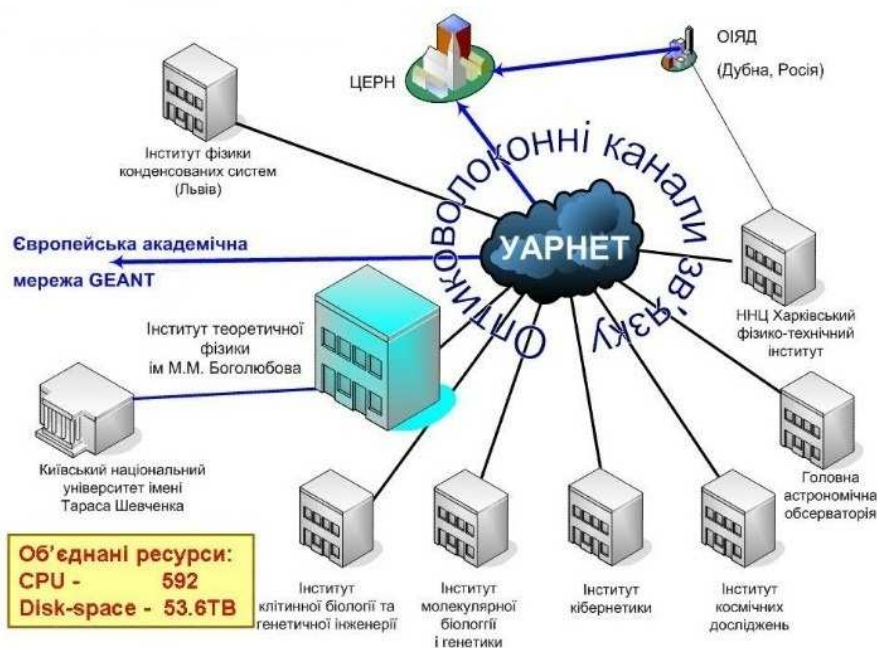 ЦЕРН
ОІЯД
(Дубна, Росія)
Інститут фізики
конденсованих систем
(Львів)
Оптиковолоконні канали зв'язку
УАРНЕТ
Європейська академічна
мережа GEANT
ННЦ Харківський
фізико-технічний
інститут
Інститут теоретичної
фізики
ім М.М. Боголюбова
Київський національний
університет імені
Тараса Шевченка
Головна
астрономічна
обсерваторія
Інститут
клітинної біології та
генетичної інженерії
Інститут
молекулярної
біології
і генетики
Інститут
кібернетики
Інститут
космічних
досліджень
Об'єднані ресурси:
CPU - 592
Disk-space - 53.6TB